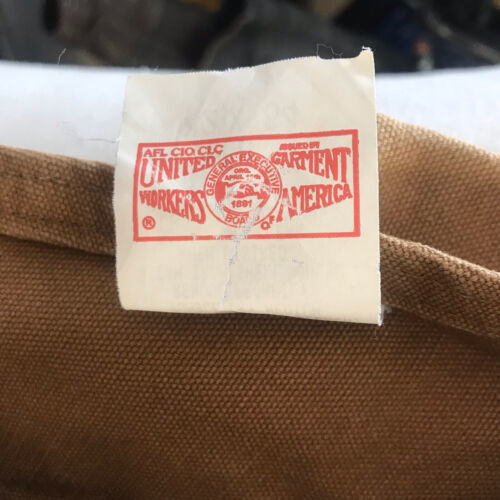 AFL CIO CLC
ISSUED BY
UNITED GARMENT
WORKERS OF AMERICA
GENERAL EXECUTIVE
BOARD
ORG.
APRIL 12TH
1891
®